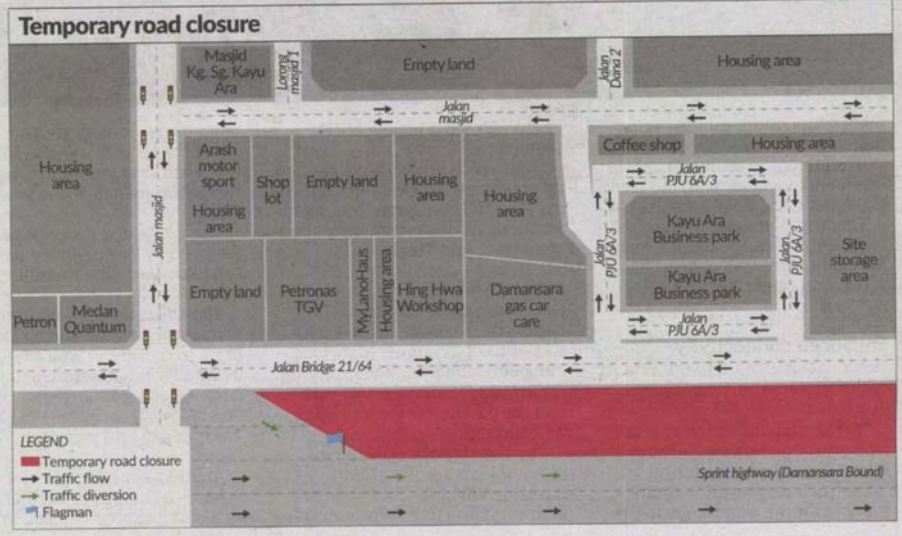 Temporary road closure
Masjid
Kg. Sg. Kayu
Ara
Lorong
masjid 1
Empty land
Jalan
Dana 2
Housing area
Jalan
masjid
Housing
area
Jalan masjid
Arash
motor
sport
Housing
area
Shop
lot
Empty land
Housing
area
Housing
area
Coffee shop
Housing area
Jalan
PJU 6A/3
Jalan
PJU 6A/3
Kayu Ara
Business park
Kayu Ara
Business park
Jalan
PJU 6A/3
Site
storage
area
Jalan
PJU 6A/3
Petron
Medan
Quantum
Empty land
Petronas
TGV
MyLanoHaus
Housing area
Hing Hwa
Workshop
Damansara
gas car
care
Jalan Bridge 21/64
LEGEND
Temporary road closure
Traffic flow
Traffic diversion
Flagman
Sprint highway (Damansara Bound)